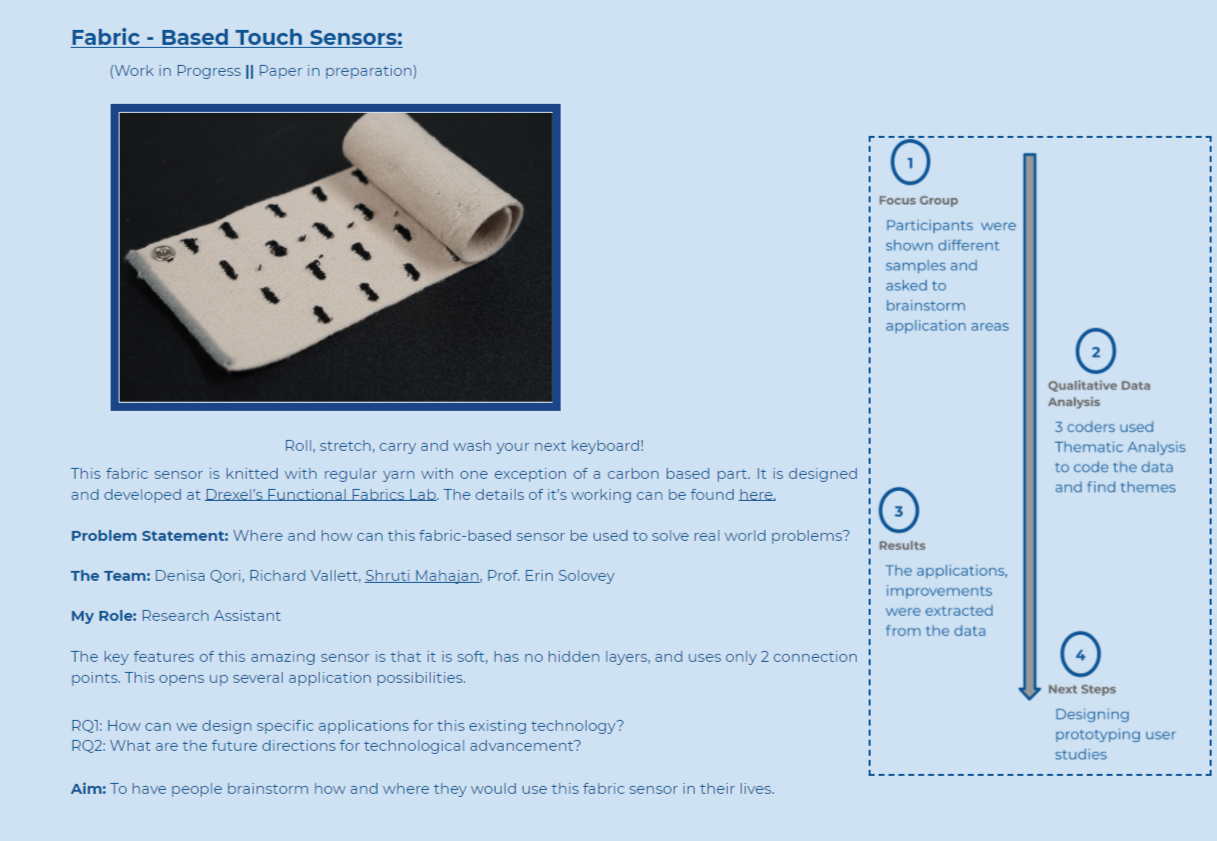 Fabric - Based Touch Sensors:
(Work in Progress || Paper in preparation)
Roll, stretch, carry and wash your next keyboard!
This fabric sensor is knitted with regular yarn with one exception of a carbon based part. It is designed
and developed at Drexel's Functional Fabrics Lab. The details of it's working can be found here.
Problem Statement: Where and how can this fabric-based sensor be used to solve real world problems?
The Team: Denisa Qori, Richard Vallett, Shruti Mahajan, Prof. Erin Solovey
My Role: Research Assistant
The key features of this amazing sensor is that it is soft, has no hidden layers, and uses only 2 connection
points. This opens up several application possibilities.
RQ1: How can we design specific applications for this existing technology?
RQ2: What are the future directions for technological advancement?
Aim: To have people brainstorm how and where they would use this fabric sensor in their lives.
1
Focus Group
Participants were
shown different
samples and
asked to
brainstorm
application areas
2
Qualitative Data
Analysis
3 coders used
Thematic Analysis
to code the data
and find themes
3
Results
The applications,
improvements
were extracted
from the data
4
Next Steps
Designing
prototyping user
studies